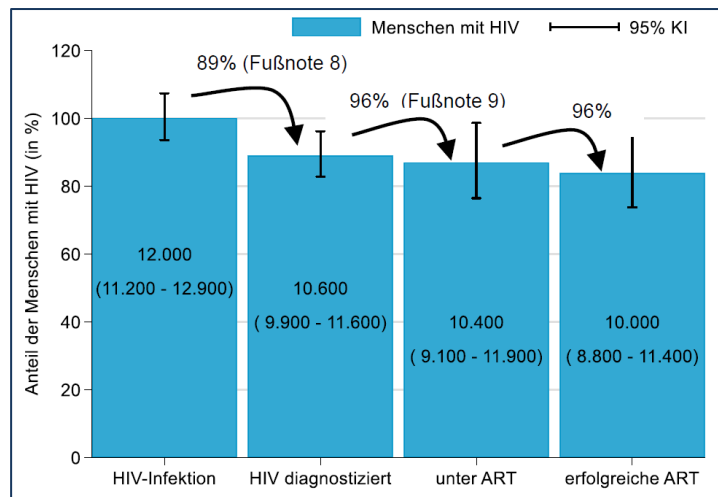 Menschen mit HIV
95% KI
Anteil der Menschen mit HIV (in %)
120
100
80
60
40
20
0
89% (Fußnote 8)
96% (Fußnote 9)
96%
12.000
(11.200 - 12.900)
10.600
( 9.900 - 11.600)
10.400
( 9.100 - 11.900)
10.000
( 8.800 - 11.400)
HIV-Infektion
HIV diagnostiziert
unter ART
erfolgreiche ART